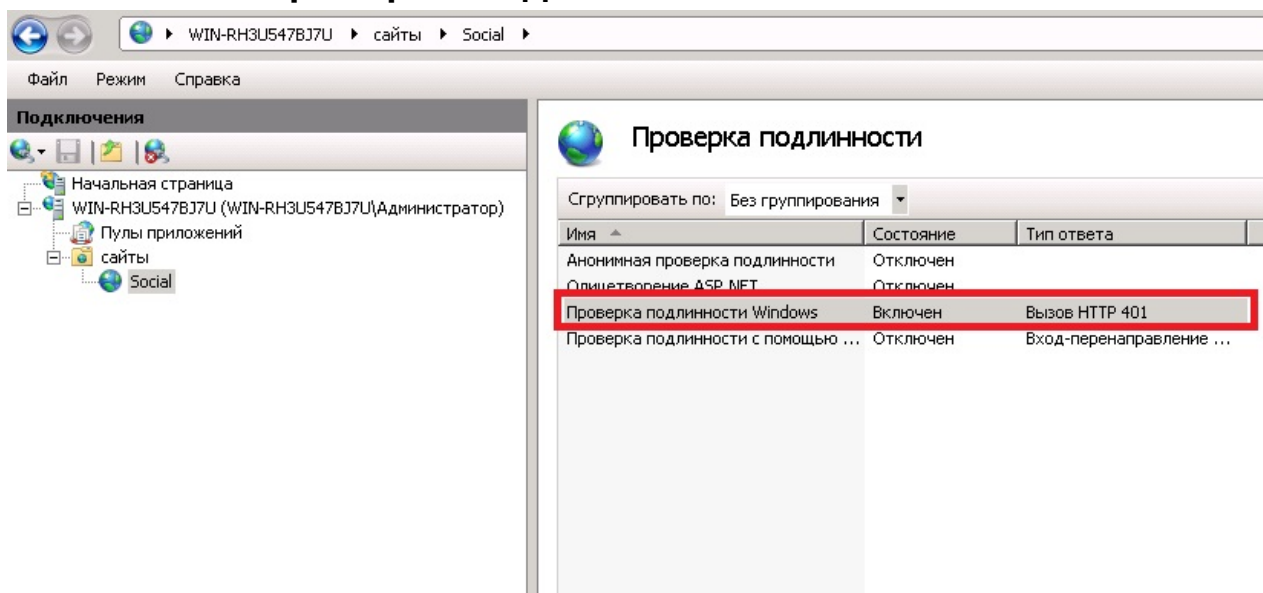 WIN-RH3U547BJ7U ▸ сайты ▸ Social ▸
Файл Режим Справка
Подключения
Начальная страница
WIN-RH3U547BJ7U (WIN-RH3U547BJ7U\Администратор)
Пулы приложений
сайты
Social
Проверка подлинности
Сгруппировать по: Без группирования
Имя Состояние Тип ответа
Анонимная проверка подлинности Отключен
Олицетворение ASP.NET Отключен
Проверка подлинности Windows Включен Вызов HTTP 401
Проверка подлинности с помощью ... Отключен Вход-перенаправление ...